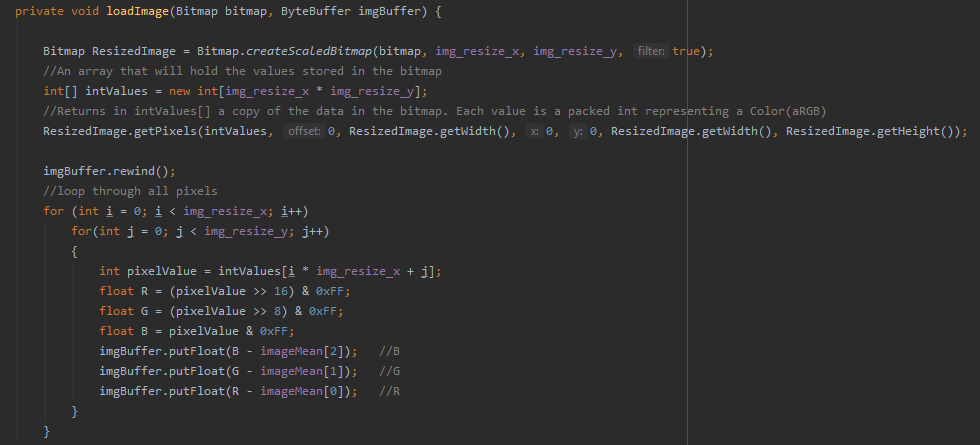 private void loadImage(Bitmap bitmap, ByteBuffer imgBuffer) {
Bitmap ResizedImage = Bitmap.createScaledBitmap(bitmap, img_resize_x, img_resize_y, filter: true);
//An array that will hold the values stored in the bitmap
int[] intValues = new int[img_resize_x * img_resize_y];
//Returns in intValues[] a copy of the data in the bitmap. Each value is a packed int representing a Color(aRGB)
ResizedImage.getPixels(intValues, offset: 0, ResizedImage.getWidth(), x: 0, y: 0, ResizedImage.getWidth(), ResizedImage.getHeight());
imgBuffer.rewind();
//loop through all pixels
for (int i = 0; i < img_resize_x; i++)
for(int j = 0; j < img_resize_y; j++)
{
int pixelValue = intValues[i * img_resize_x + j];
float R = (pixelValue >> 16) & 0xFF;
float G = (pixelValue >> 8) & 0xFF;
float B = pixelValue & 0xFF;
imgBuffer.putFloat(B - imageMean[2]); //B
imgBuffer.putFloat(G - imageMean[1]); //G
imgBuffer.putFloat(R - imageMean[0]); //R
}
}